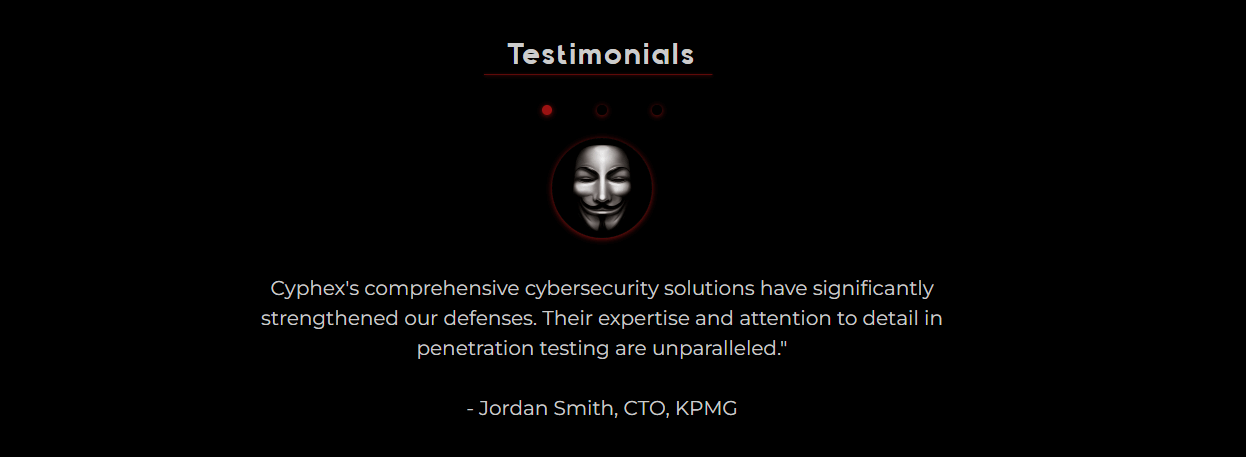 Testimonials
Cyphex's comprehensive cybersecurity solutions have significantly
strengthened our defenses. Their expertise and attention to detail in
penetration testing are unparalleled."
- Jordan Smith, CTO, KPMG